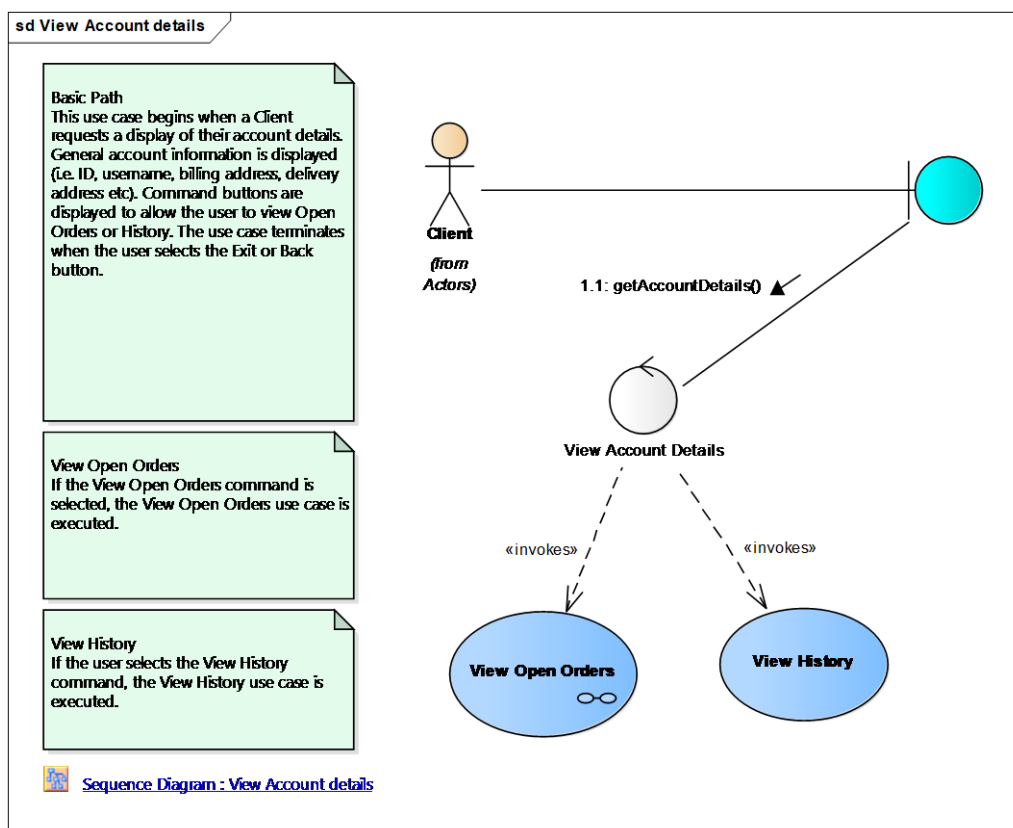 sd View Account details
Basic Path
This use case begins when a Client
requests a display of their account details.
General account information is displayed
(i.e. ID, username, billing address, delivery
address etc). Command buttons are
displayed to allow the user to view Open
Orders or History. The use case terminates
when the user selects the Exit or Back
button.
Client
(from
Actors)
1.1: getAccountDetails()
View Account Details
View Open Orders
If the View Open Orders command is
selected, the View Open Orders use case is
executed.
«invokes»
«invokes»
View History
If the user selects the View History
command, the View History use case is
executed.
View Open Orders
View History
Sequence Diagram : View Account details